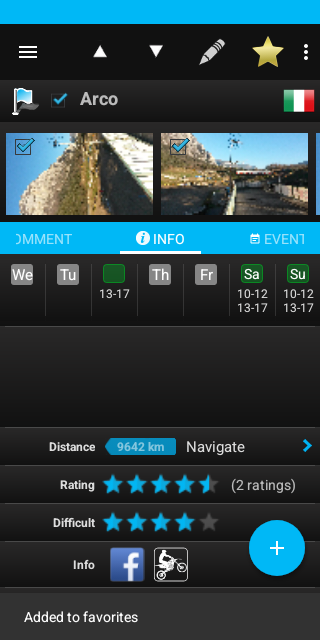 Arco
OMMENT
INFO
EVENT
We
Tu
Th
Fr
Sa
Su
13-17
10-12
13-17
10-12
13-17
Distance
9642 km
Navigate
Rating
(2 ratings)
Difficult
Info
Added to favorites